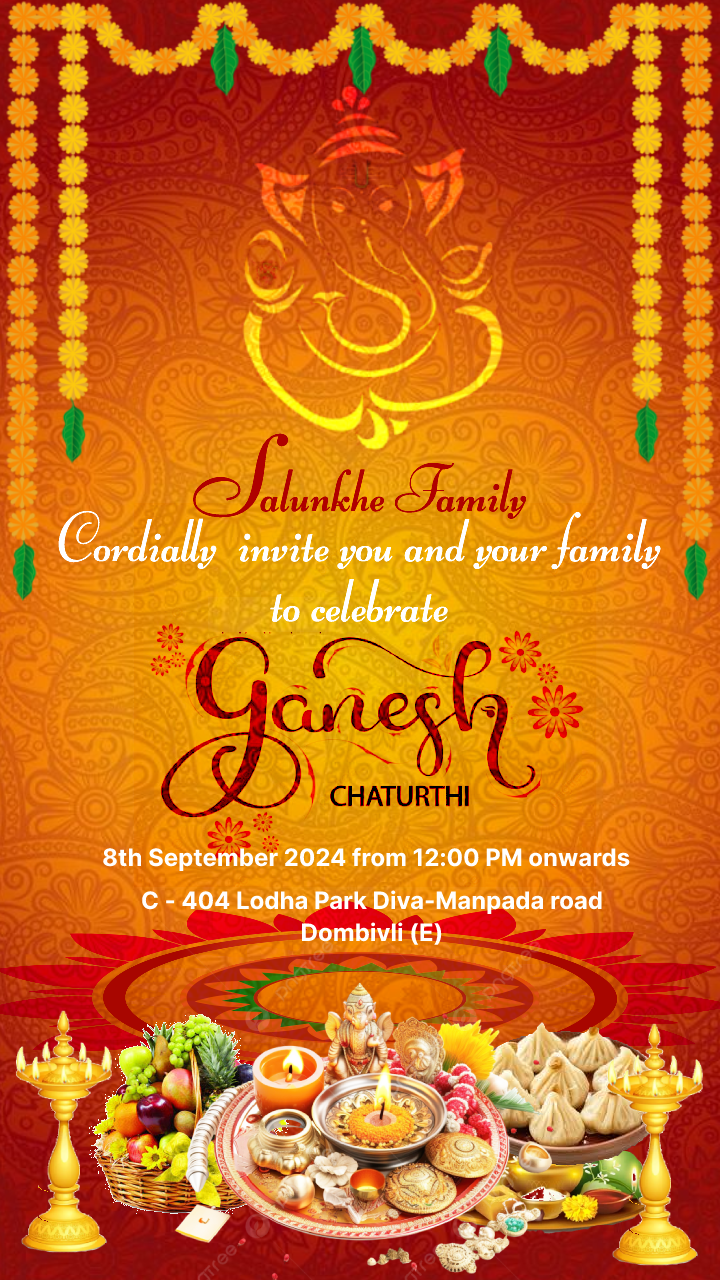 Salunkhe Family
Cordially invite you and your family
to celebrate
Ganesh
CHATURTHI
8th September 2024 from 12:00 PM onwards
C - 404 Lodha Park Diva-Manpada road
Dombivli (E)